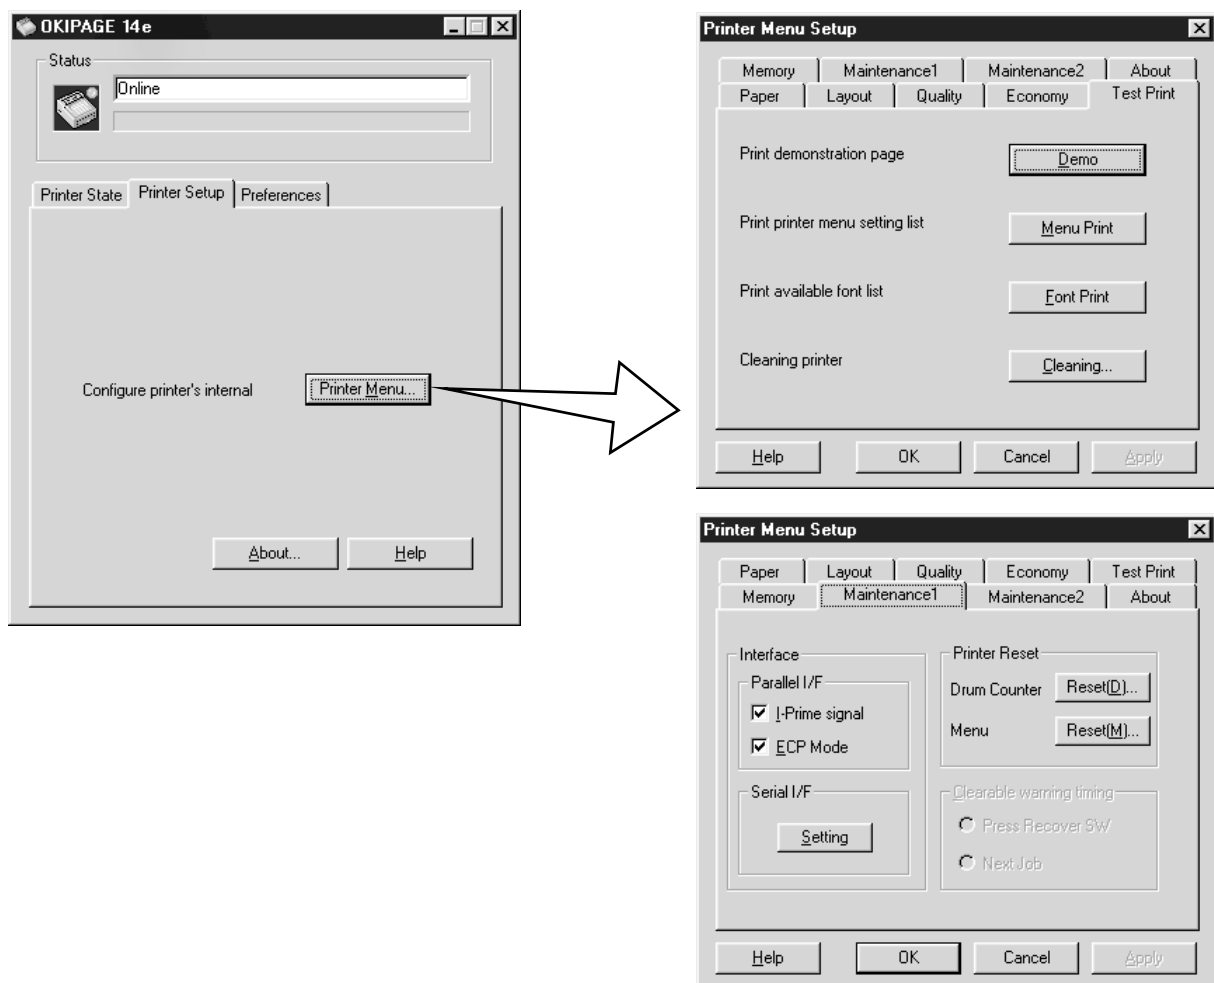 OKIPAGE 14e
Status
Online
Printer State Printer Setup Preferences
Configure printer's internal Printer Menu...
About... Help
Printer Menu Setup
Memory Maintenance1 Maintenance2 About
Paper Layout Quality Economy Test Print
Print demonstration page Demo
Print printer menu setting list Menu Print
Print available font list Font Print
Cleaning printer Cleaning...
Help OK Cancel Apply
Printer Menu Setup
Paper Layout Quality Economy Test Print
Memory Maintenance1 Maintenance2 About
Interface
Parallel I/F
I-Prime signal
ECP Mode
Serial I/F
Setting
Printer Reset
Drum Counter Reset(D)...
Menu Reset(M)...
Clearable warning timing
Press Recover SW
Next Job
Help OK Cancel Apply